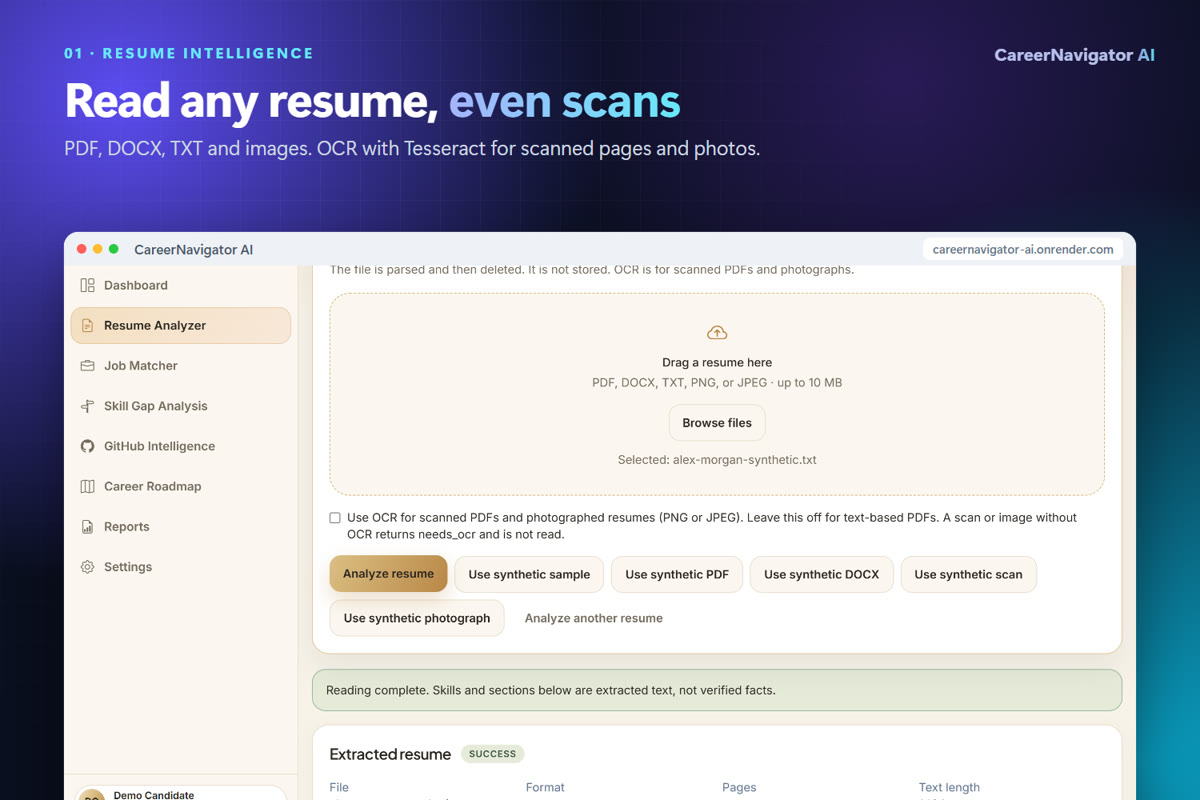 01 · RESUME INTELLIGENCE
CareerNavigator AI
Read any resume, even scans
PDF, DOCX, TXT and images. OCR with Tesseract for scanned pages and photos.
CareerNavigator AI
careernavigator-ai.onrender.com
Dashboard
Resume Analyzer
Job Matcher
Skill Gap Analysis
GitHub Intelligence
Career Roadmap
Reports
Settings
Demo Candidate
The file is parsed and then deleted. It is not stored. OCR is for scanned PDFs and photographs.
Drag a resume here
PDF, DOCX, TXT, PNG, or JPEG · up to 10 MB
Browse files
Selected: alex-morgan-synthetic.txt
Use OCR for scanned PDFs and photographed resumes (PNG or JPEG). Leave this off for text-based PDFs. A scan or image without
OCR returns needs_ocr and is not read.
Analyze resume
Use synthetic sample
Use synthetic PDF
Use synthetic DOCX
Use synthetic scan
Use synthetic photograph
Analyze another resume
Reading complete. Skills and sections below are extracted text, not verified facts.
Extracted resume
SUCCESS
File
Format
Pages
Text length